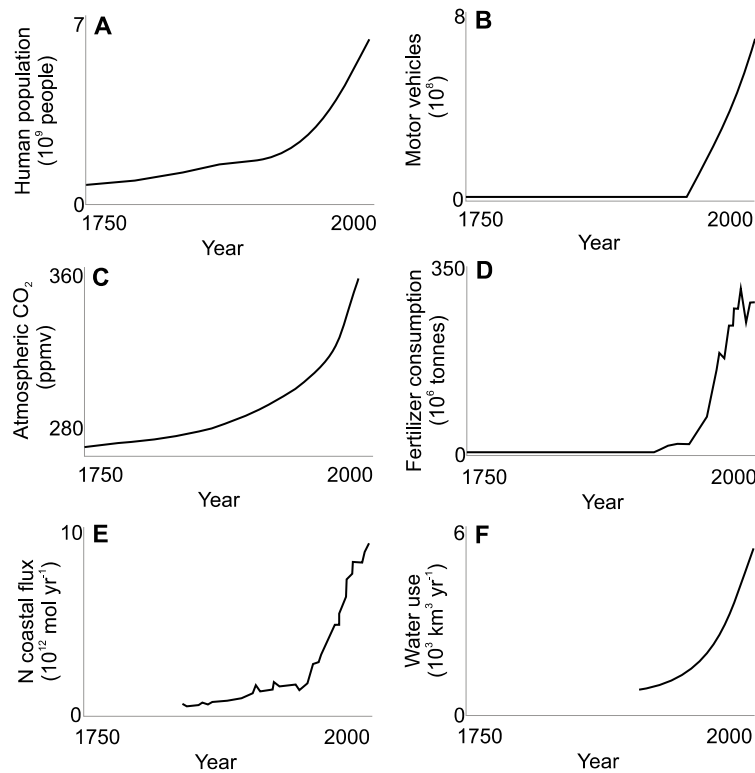 A
7
Human population
(10⁹ people)
0
1750
2000
Year
B
8
Motor vehicles
(10⁸)
0
1750
2000
Year
C
360
Atmospheric CO₂
(ppmv)
280
1750
2000
Year
D
350
Fertilizer consumption
(10⁶ tonnes)
0
1750
2000
Year
E
10
N coastal flux
(10¹² mol yr⁻¹)
0
1750
2000
Year
F
6
Water use
(10³ km³ yr⁻¹)
0
1750
2000
Year